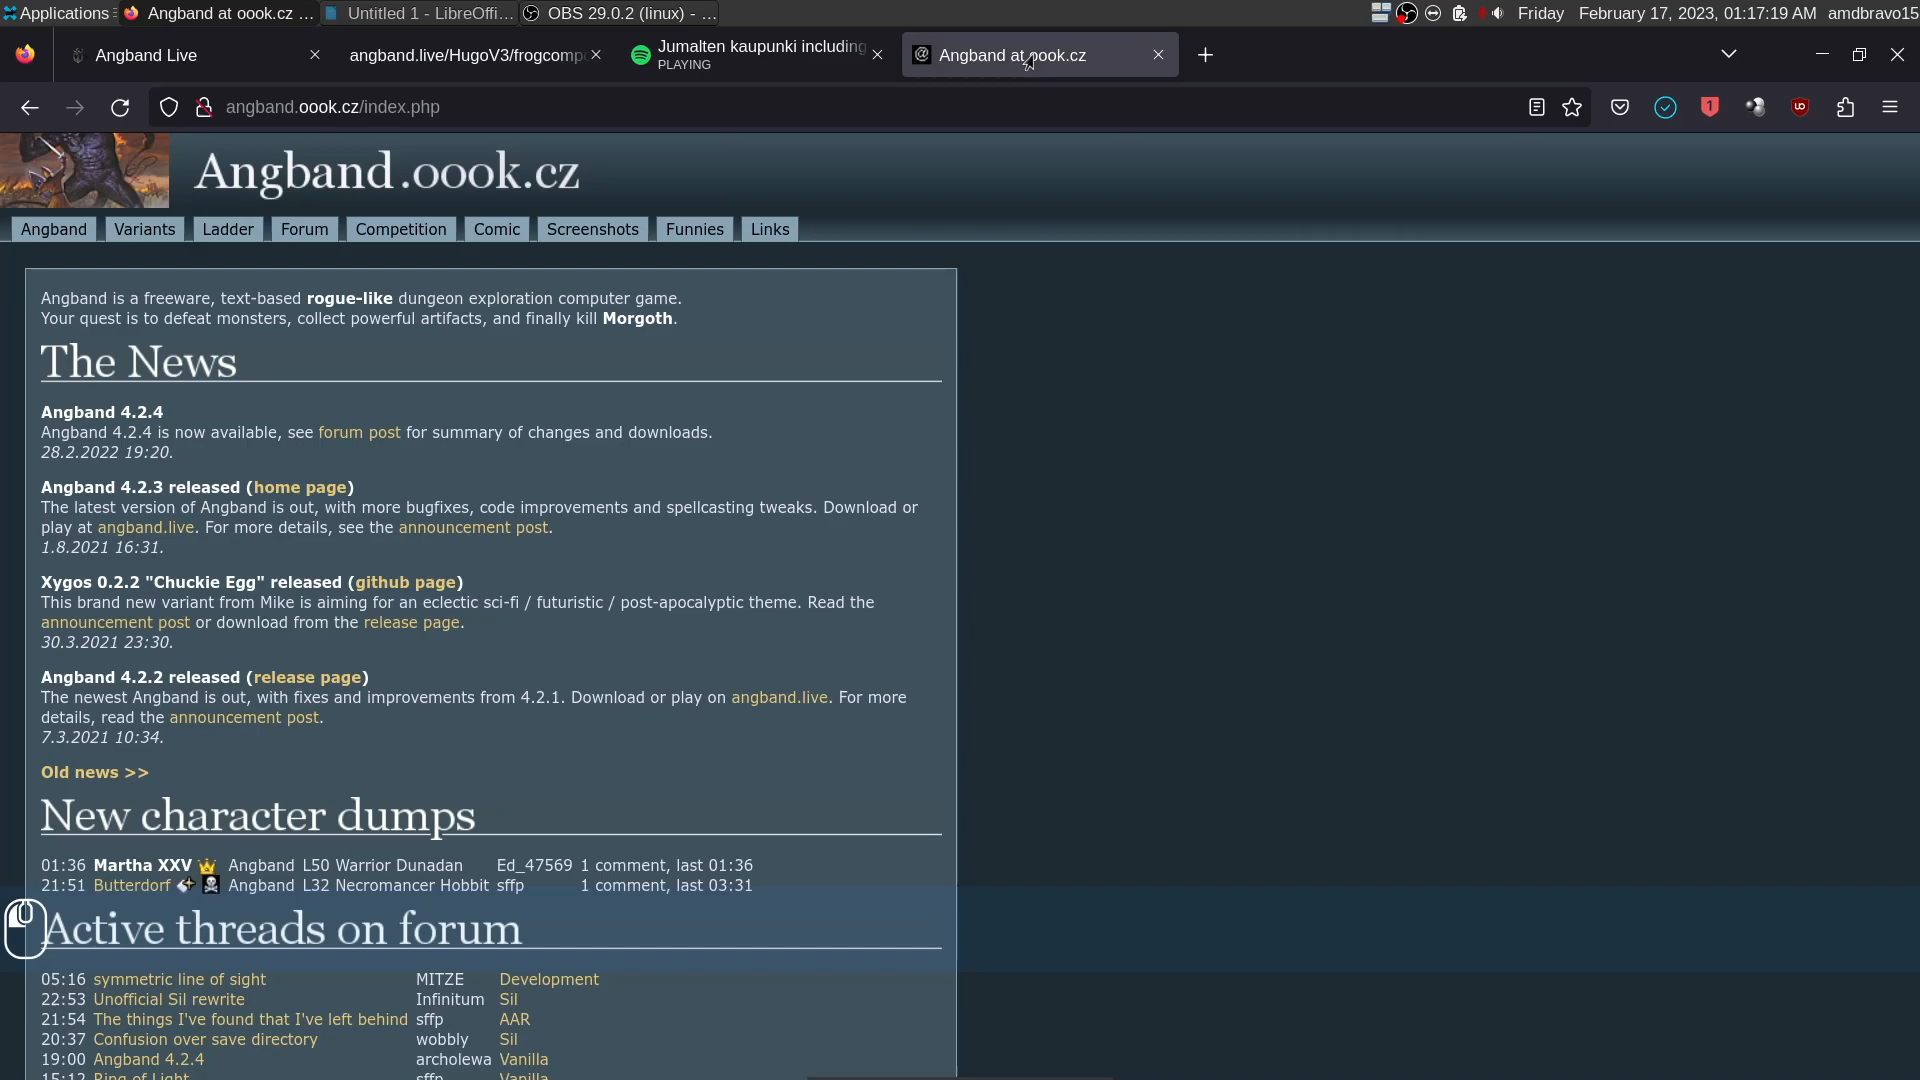 Applications
Angband at oook.cz ...
Untitled 1 - LibreOffi...
OBS 29.0.2 (linux) - ...
Friday February 17, 2023, 01:17:19 AM amdbravo15
Angband Live
angband.live/HugoV3/frogcomp
Jumalten kaupunki including
PLAYING
Angband at oook.cz
angband.oook.cz/index.php
1
Angband.oook.cz
Angband Variants Ladder Forum Competition Comic Screenshots Funnies Links
Angband is a freeware, text-based rogue-like dungeon exploration computer game.
Your quest is to defeat monsters, collect powerful artifacts, and finally kill Morgoth.
The News
Angband 4.2.4
Angband 4.2.4 is now available, see forum post for summary of changes and downloads.
28.2.2022 19:20.
Angband 4.2.3 released (home page)
The latest version of Angband is out, with more bugfixes, code improvements and spellcasting tweaks. Download or
play at angband.live. For more details, see the announcement post.
1.8.2021 16:31.
Xygos 0.2.2 "Chuckie Egg" released (github page)
This brand new variant from Mike is aiming for an eclectic sci-fi / futuristic / post-apocalyptic theme. Read the
announcement post or download from the release page.
30.3.2021 23:30.
Angband 4.2.2 released (release page)
The newest Angband is out, with fixes and improvements from 4.2.1. Download or play on angband.live. For more
details, read the announcement post.
7.3.2021 10:34.
Old news >>
New character dumps
01:36 Martha XXV Angband L50 Warrior Dunadan Ed_47569 1 comment, last 01:36
21:51 Butterdorf Angband L32 Necromancer Hobbit sffp 1 comment, last 03:31
Active threads on forum
05:16 symmetric line of sight MITZE Development
22:53 Unofficial Sil rewrite Infinitum Sil
21:54 The things I've found that I've left behind sffp AAR
20:37 Confusion over save directory wobbly Sil
19:00 Angband 4.2.4 archolewa Vanilla
15:12 Ring of Light sffp Vanilla